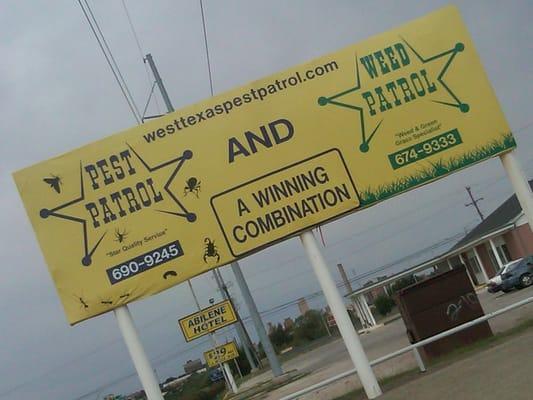 westtexaspestpatrol.com
PEST
PATROL
"Star Quality Service"
690-9245
AND
A WINNING
COMBINATION
WEED
PATROL
"Weed & Green
Grass Specialist"
674-9333
ABILENE
HOTEL